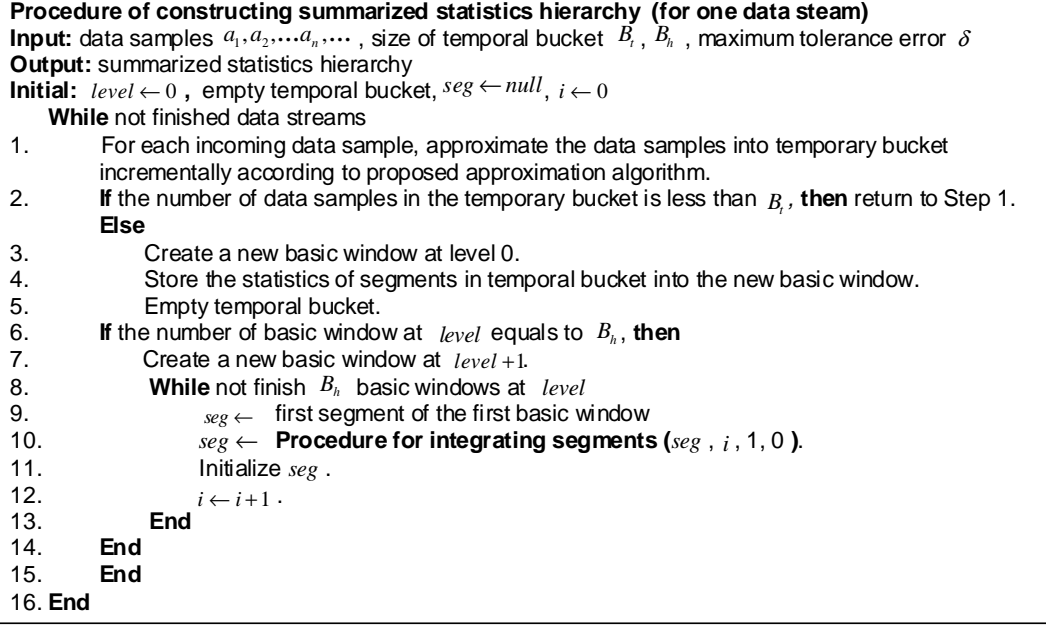 Procedure of constructing summarized statistics hierarchy (for one data steam)
Input: data samples a₁,a₂,…aₙ,… , size of temporal bucket Bₜ , Bₕ , maximum tolerance error δ
Output: summarized statistics hierarchy
Initial: level ← 0 , empty temporal bucket, seg ← null, i ← 0
While not finished data streams
1. For each incoming data sample, approximate the data samples into temporary bucket
incrementally according to proposed approximation algorithm.
2. If the number of data samples in the temporary bucket is less than Bₜ, then return to Step 1.
Else
3. Create a new basic window at level 0.
4. Store the statistics of segments in temporal bucket into the new basic window.
5. Empty temporal bucket.
6. If the number of basic window at level equals to Bₕ, then
7. Create a new basic window at level+1.
8. While not finish Bₕ basic windows at level
9. seg ← first segment of the first basic window
10. seg ← Procedure for integrating segments (seg , i , 1, 0 ).
11. Initialize seg .
12. i ← i+1 .
13. End
14. End
15. End
16. End